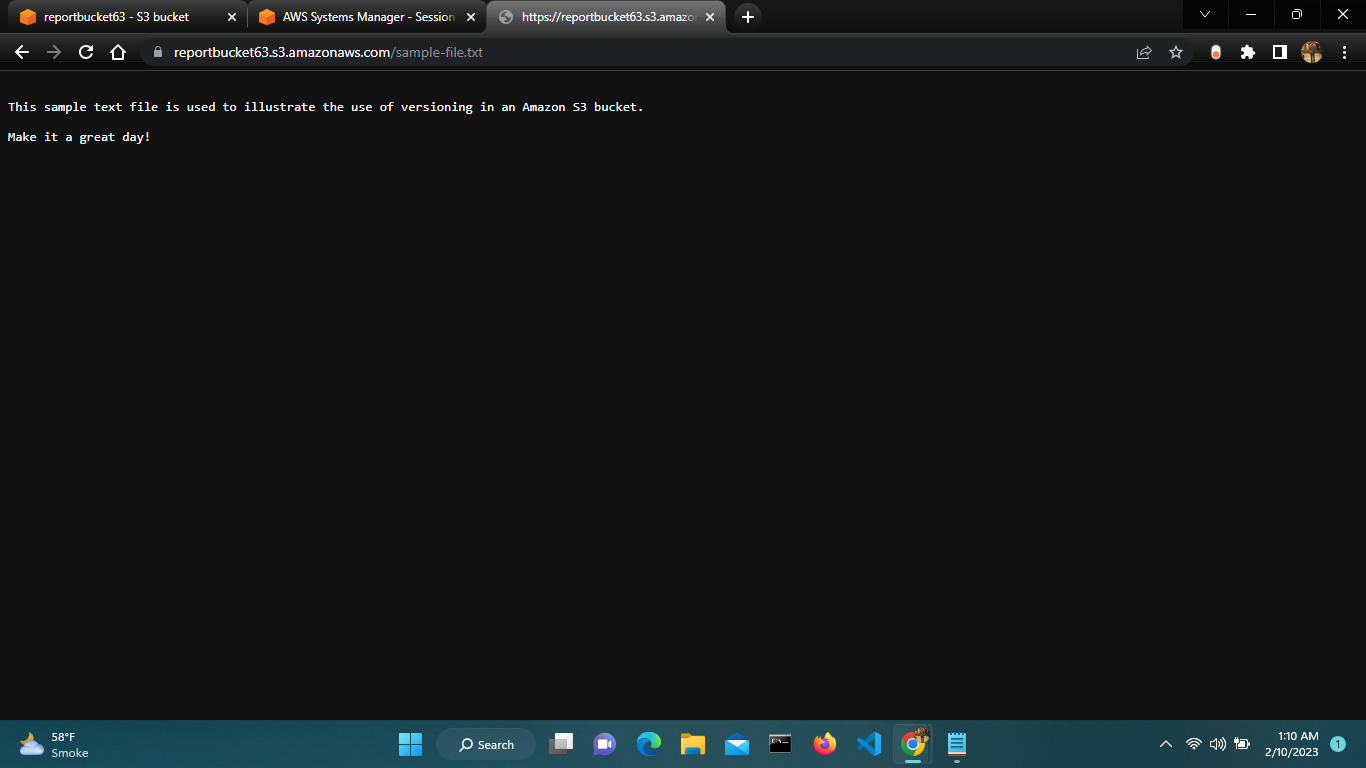 reportbucket63 - S3 bucket
AWS Systems Manager - Session
https://reportbucket63.s3.amazon
reportbucket63.s3.amazonaws.com/sample-file.txt
This sample text file is used to illustrate the use of versioning in an Amazon S3 bucket.
Make it a great day!
58°F
Smoke
Search
1:10 AM
2/10/2023
1